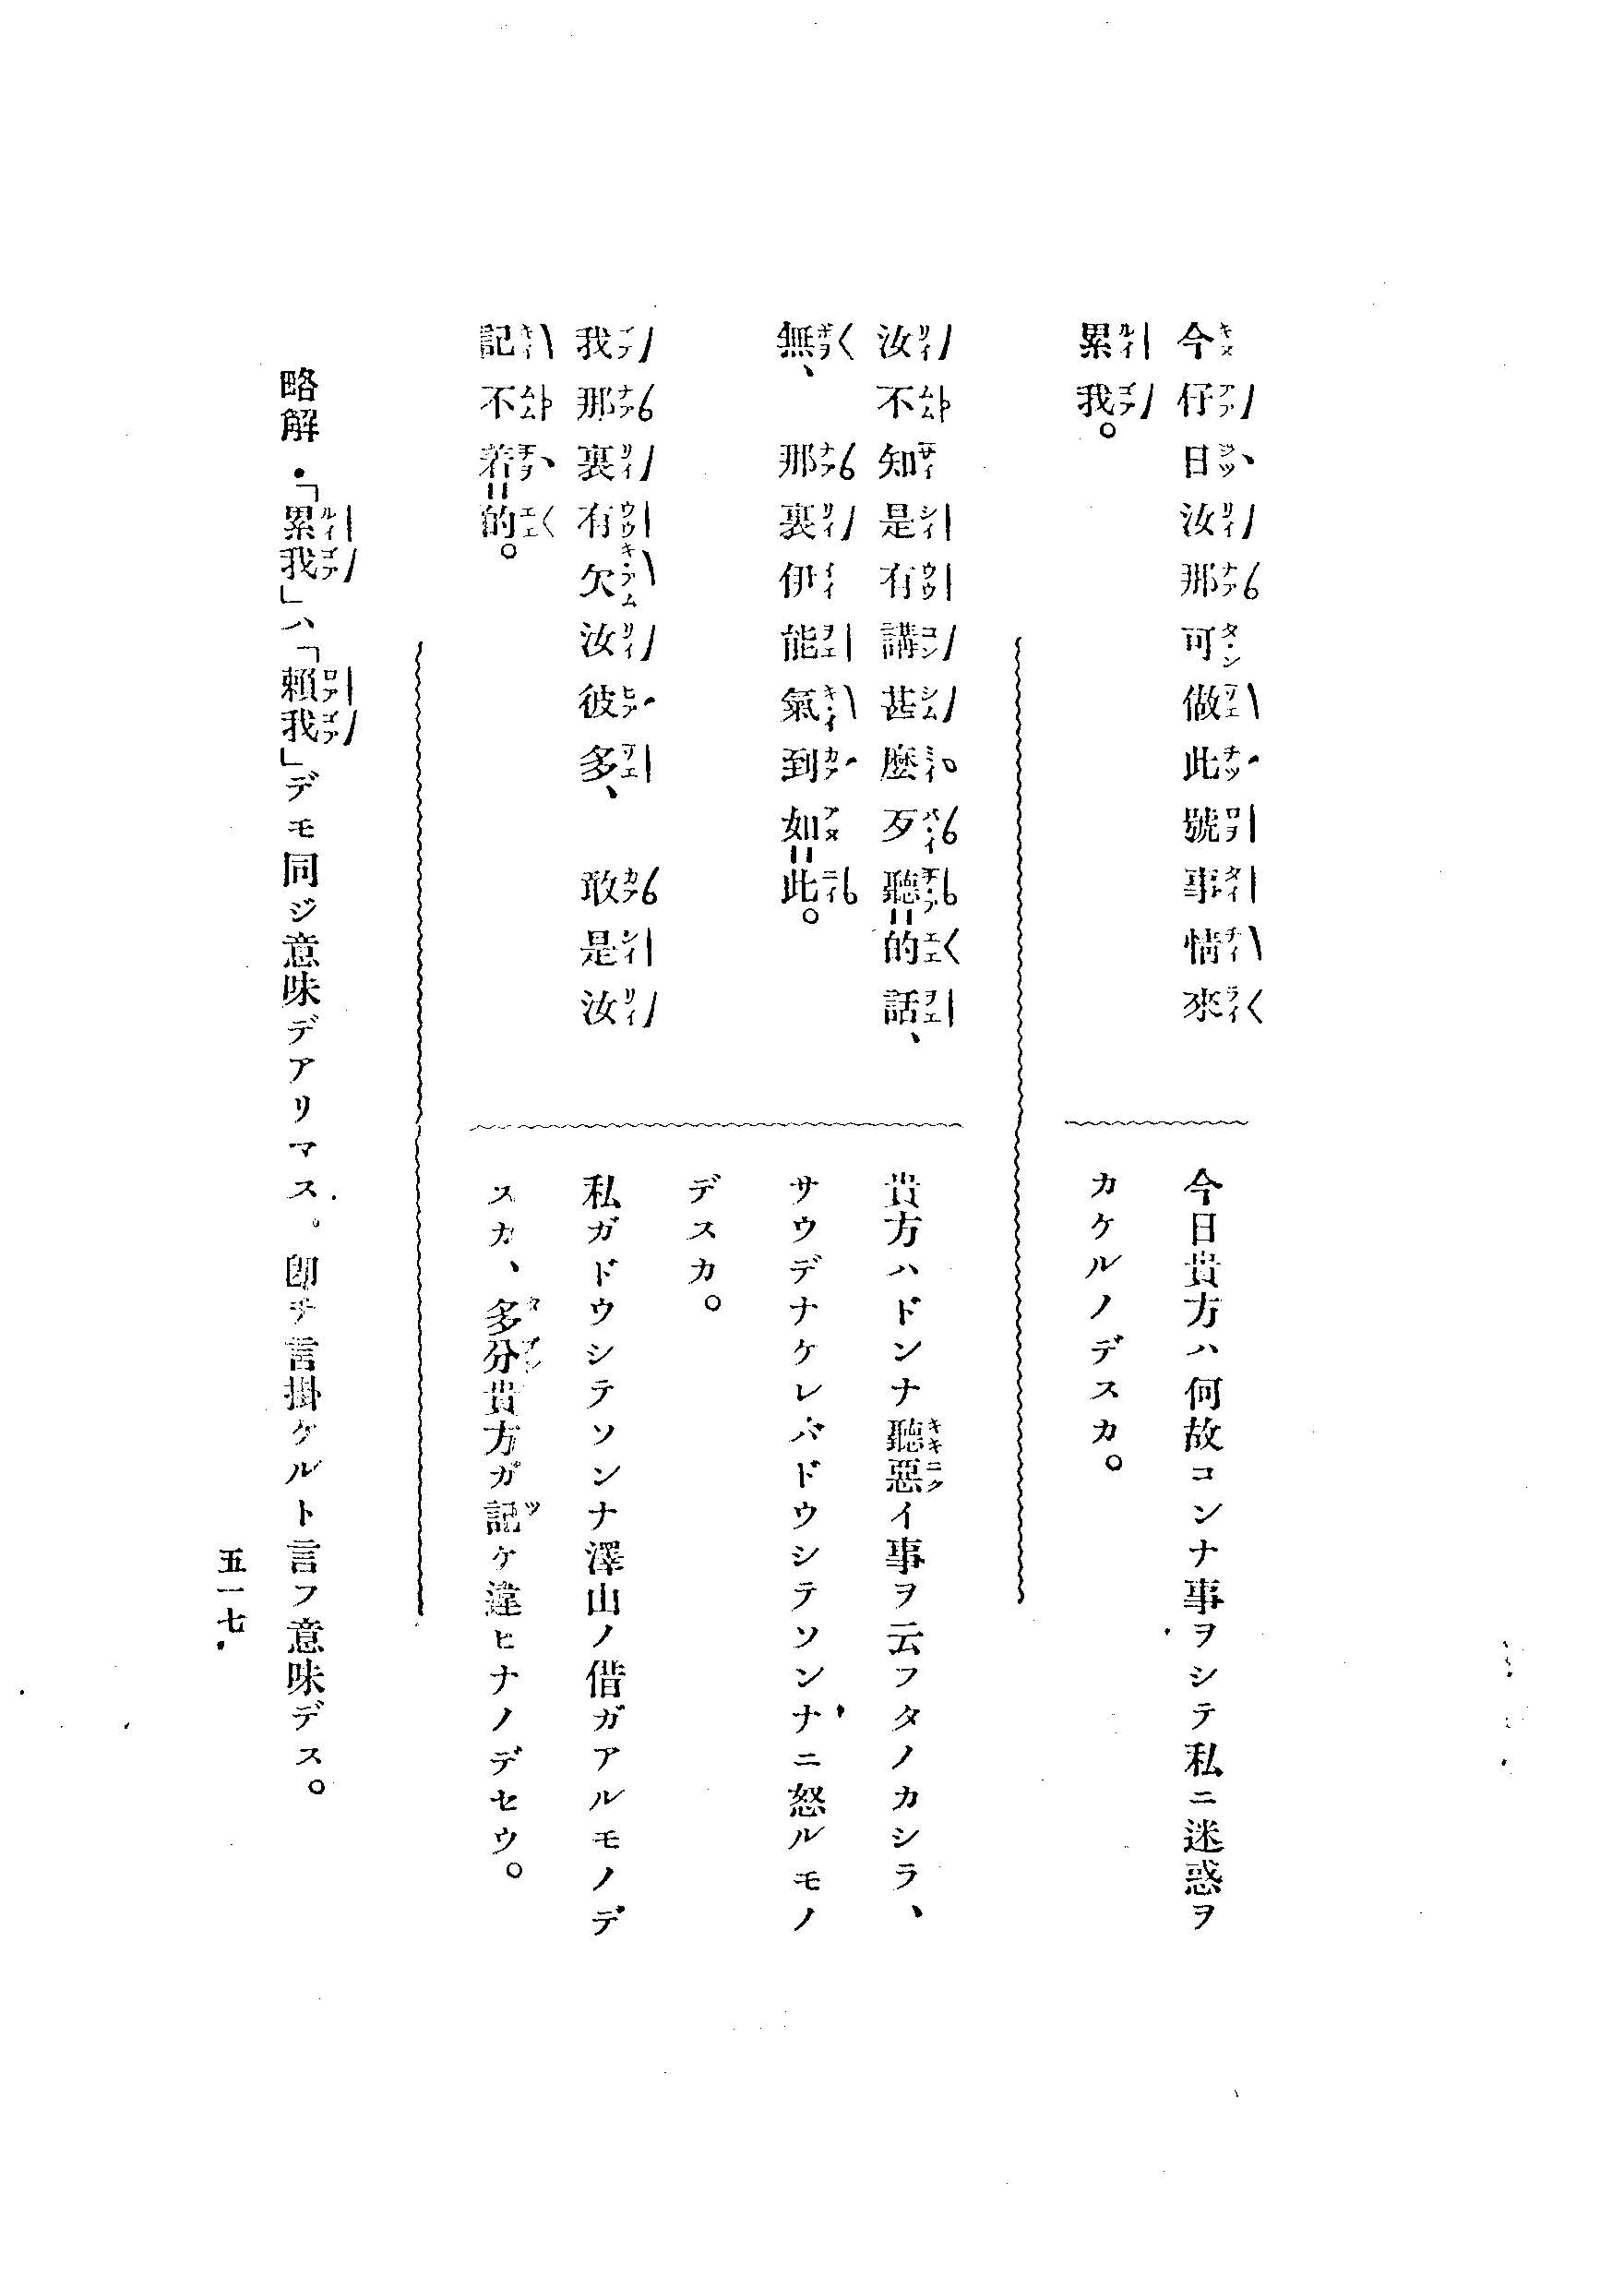 今仔日汝那可做此號事情來
累我。
今日貴方ハ何故コンナ事ヲシテ私ニ迷惑ヲ
カケルノデスカ。
汝不知是有講甚麼歹聽=的話、
無、那裏伊能氣到如=此。
貴方ハドンナ聽惡イ事ヲ云フタノカシラ、
サウデナケレバドウシテソンナニ怒ルモノ
デスカ。
我那裏有欠汝彼多、敢是汝
記不着=的。
私ガドウシテソンナ澤山ノ借ガアルモノデ
スカ、多分貴方ガ記ケ違ヒナノデセウ。
略解・「累我」ハ「賴我」デモ同ジ意味デアリマス。卽チ言掛ケルト言フ意味デス。
五一七